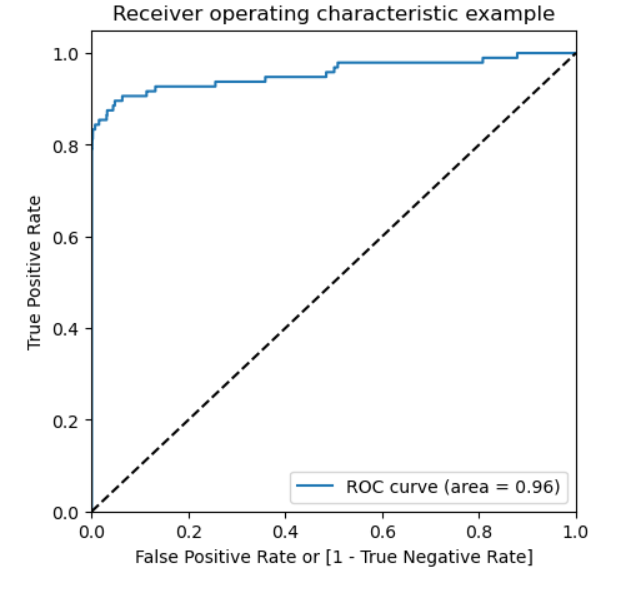 Receiver operating characteristic example
1.0
0.8
0.6
0.4
0.2
0.0
True Positive Rate
ROC curve (area = 0.96)
0.0 0.2 0.4 0.6 0.8 1.0
False Positive Rate or [1 - True Negative Rate]